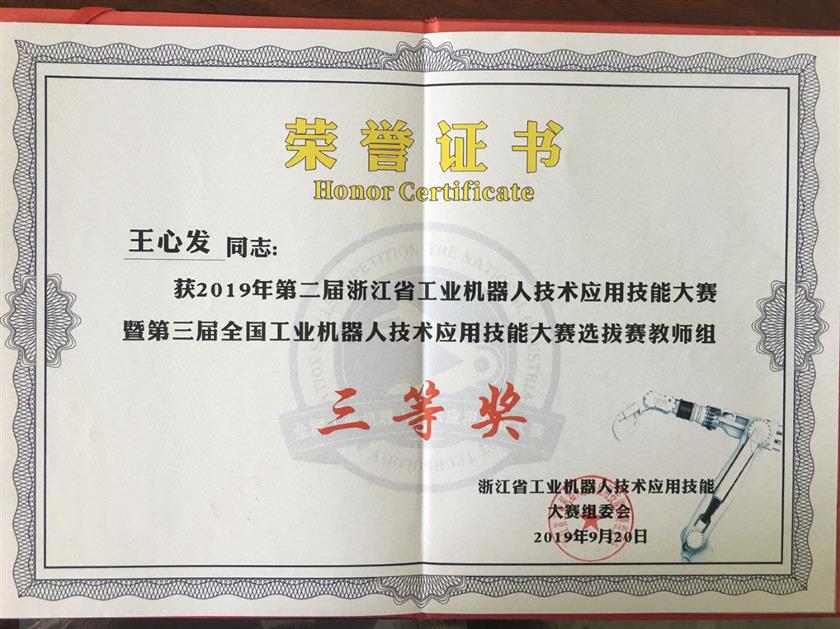 荣誉证书
Honor Certificate
王心发 同志:
获2019年第二届浙江省工业机器人技术应用技能大赛
暨第三届全国工业机器人技术应用技能大赛选拔赛教师组
三等奖
浙江省工业机器人技术应用技能
大赛组委会
2019年9月20日